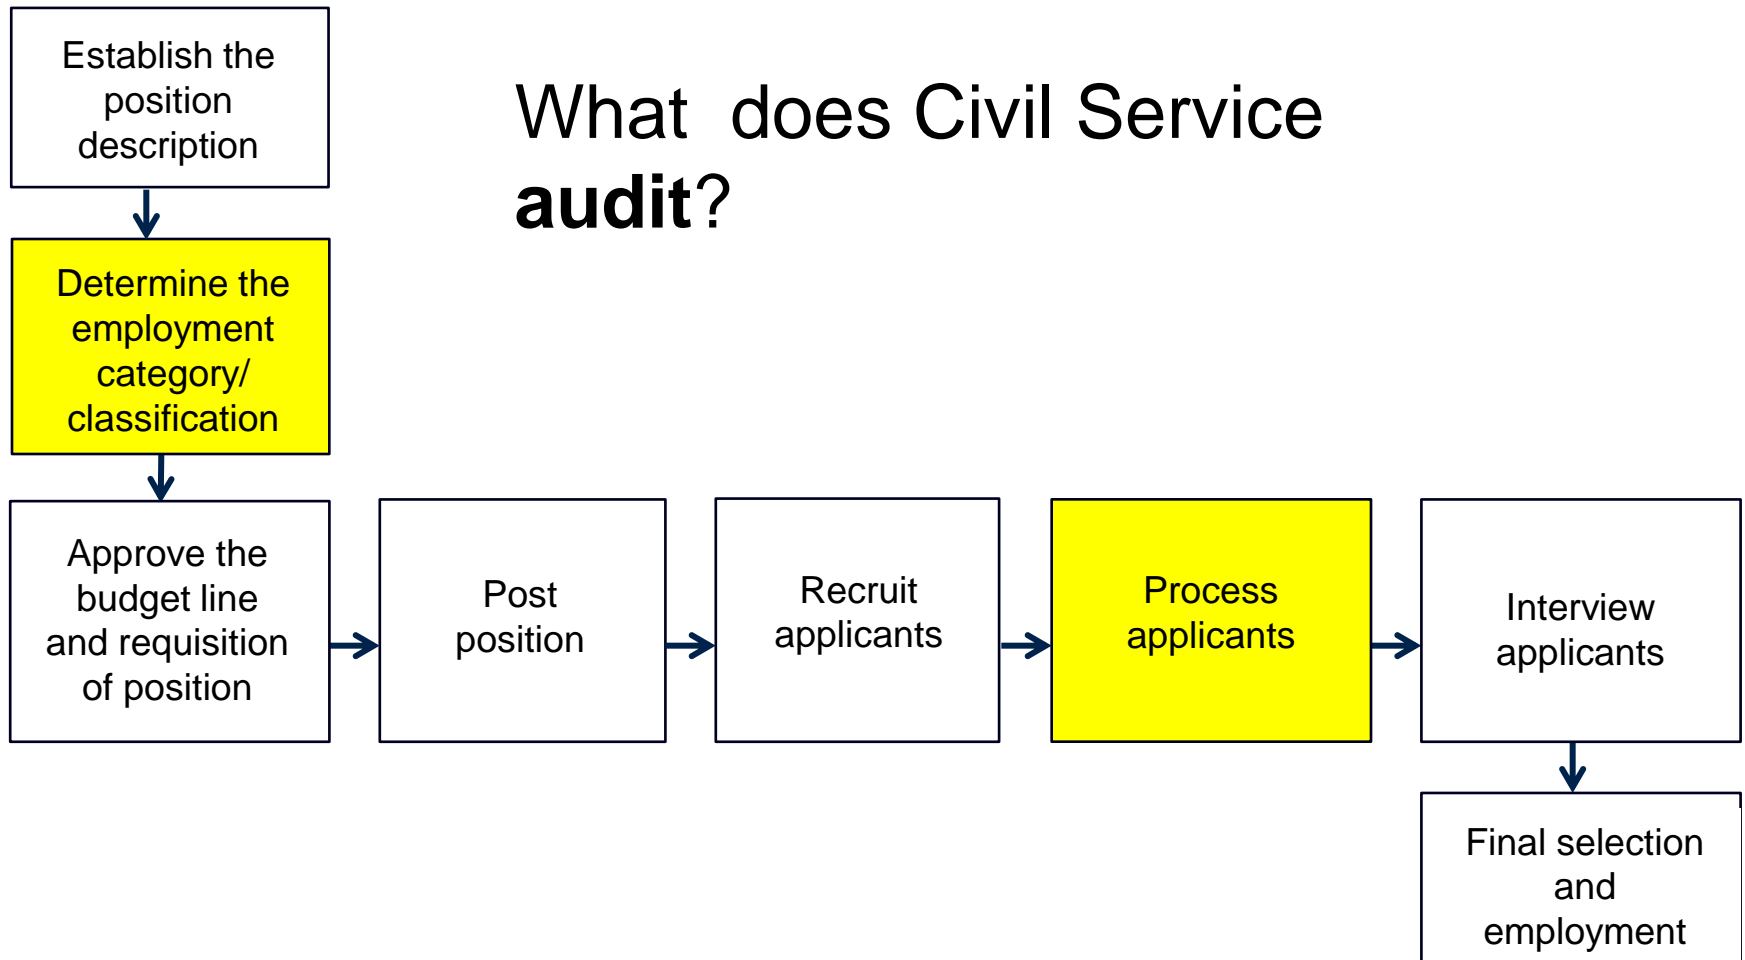 Establish the
position
description
What  does Civil Service
audit?
Determine the
employment
category/
classification
Approve the
budget line
and requisition
of position
Post
position
Recruit
applicants
Process
applicants
Interview
applicants
Final selection
and
employment